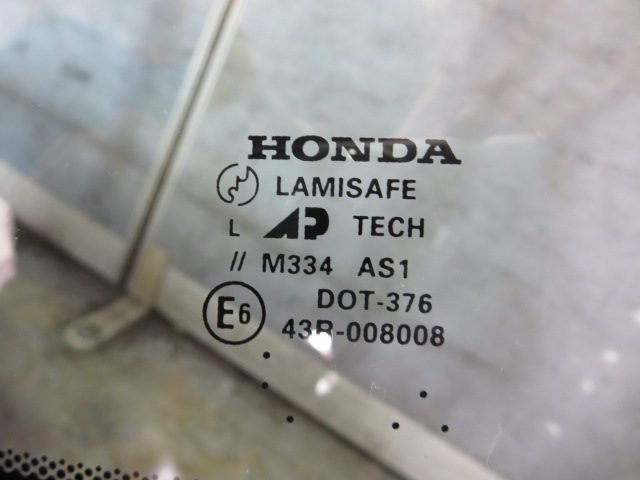 HONDA
LAMISAFE
L AP TECH
// M334 AS1
DOT-376
E6 43R-008008